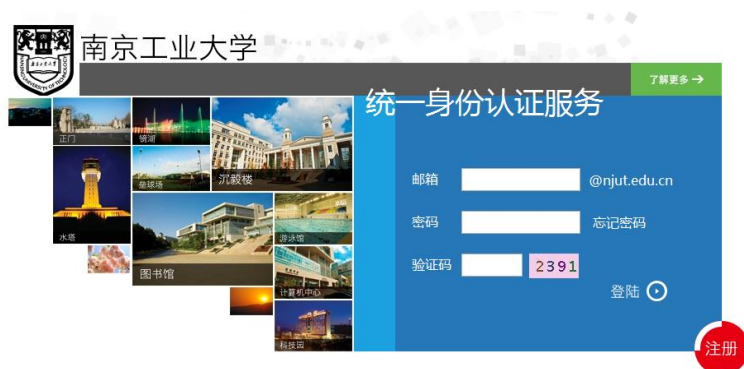 南京工业大学
了解更多
统一身份认证服务
正门
镜湖
垒球场
沉毅楼
水塔
图书馆
游泳馆
计算机中心
科技园
邮箱 @njut.edu.cn
密码 忘记密码
验证码 2391
登陆
注册